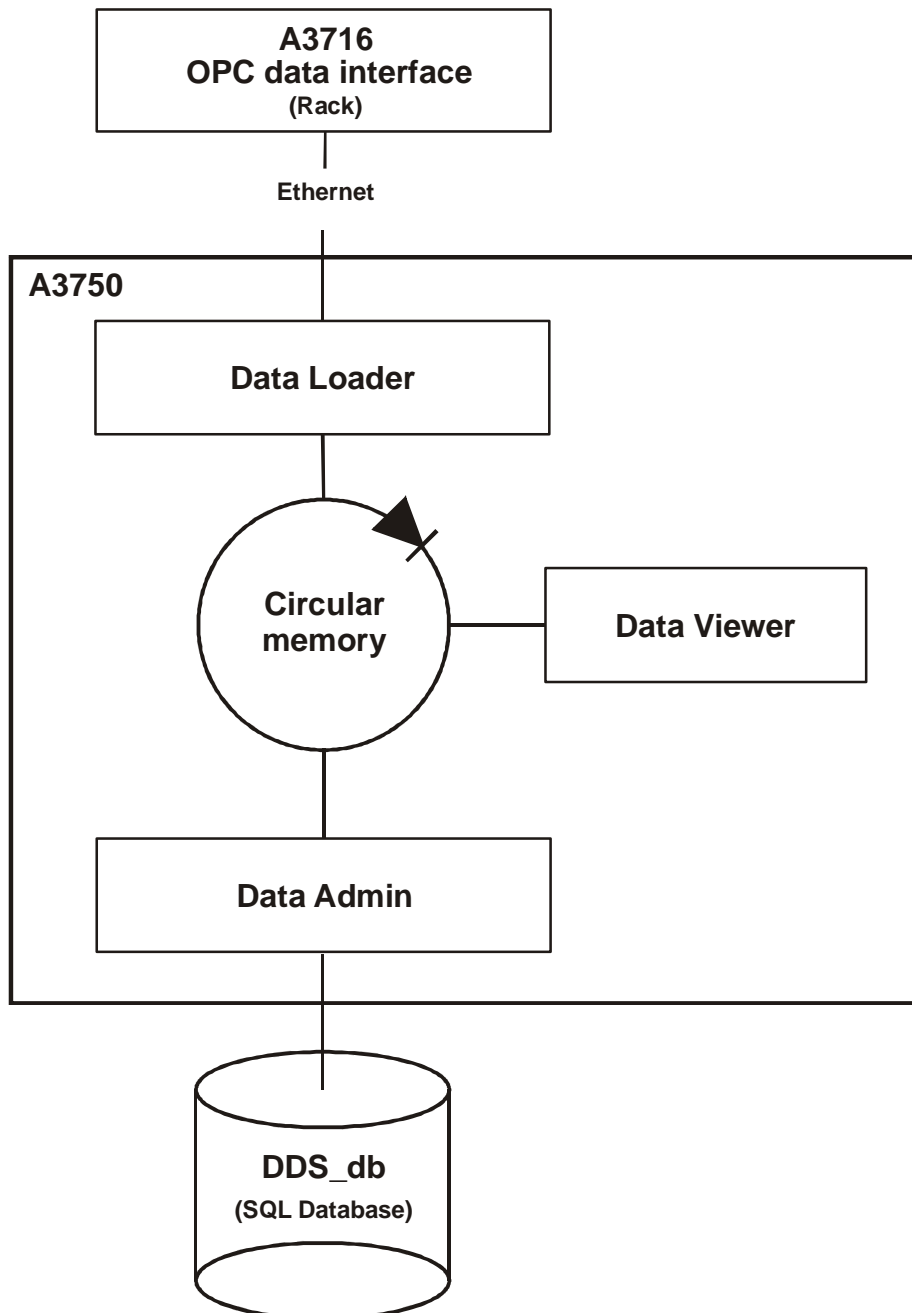 A3716
OPC data interface
(Rack)
Ethernet
A3750
Data Loader
Circular
memory
Data Viewer
Data Admin
DDS_db
(SQL Database)